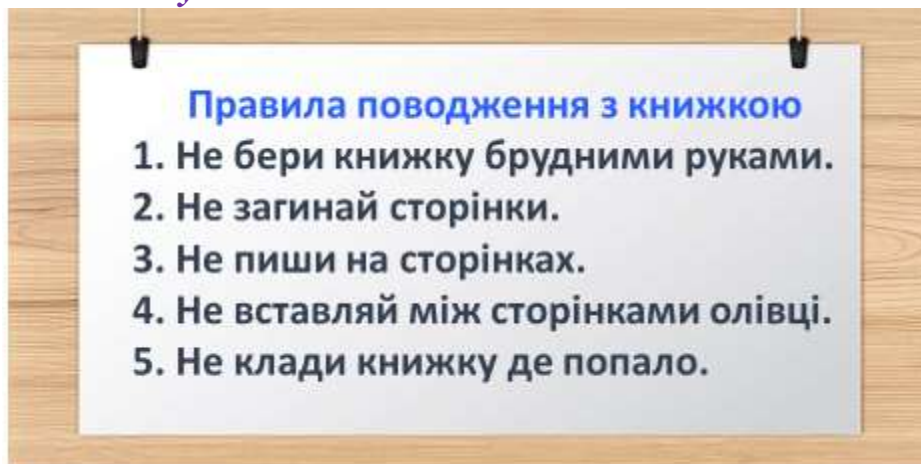 Правила поводження з книжкою
1. Не бери книжку брудними руками.
2. Не загинай сторінки.
3. Не пиши на сторінках.
4. Не вставляй між сторінками олівці.
5. Не клади книжку де попало.